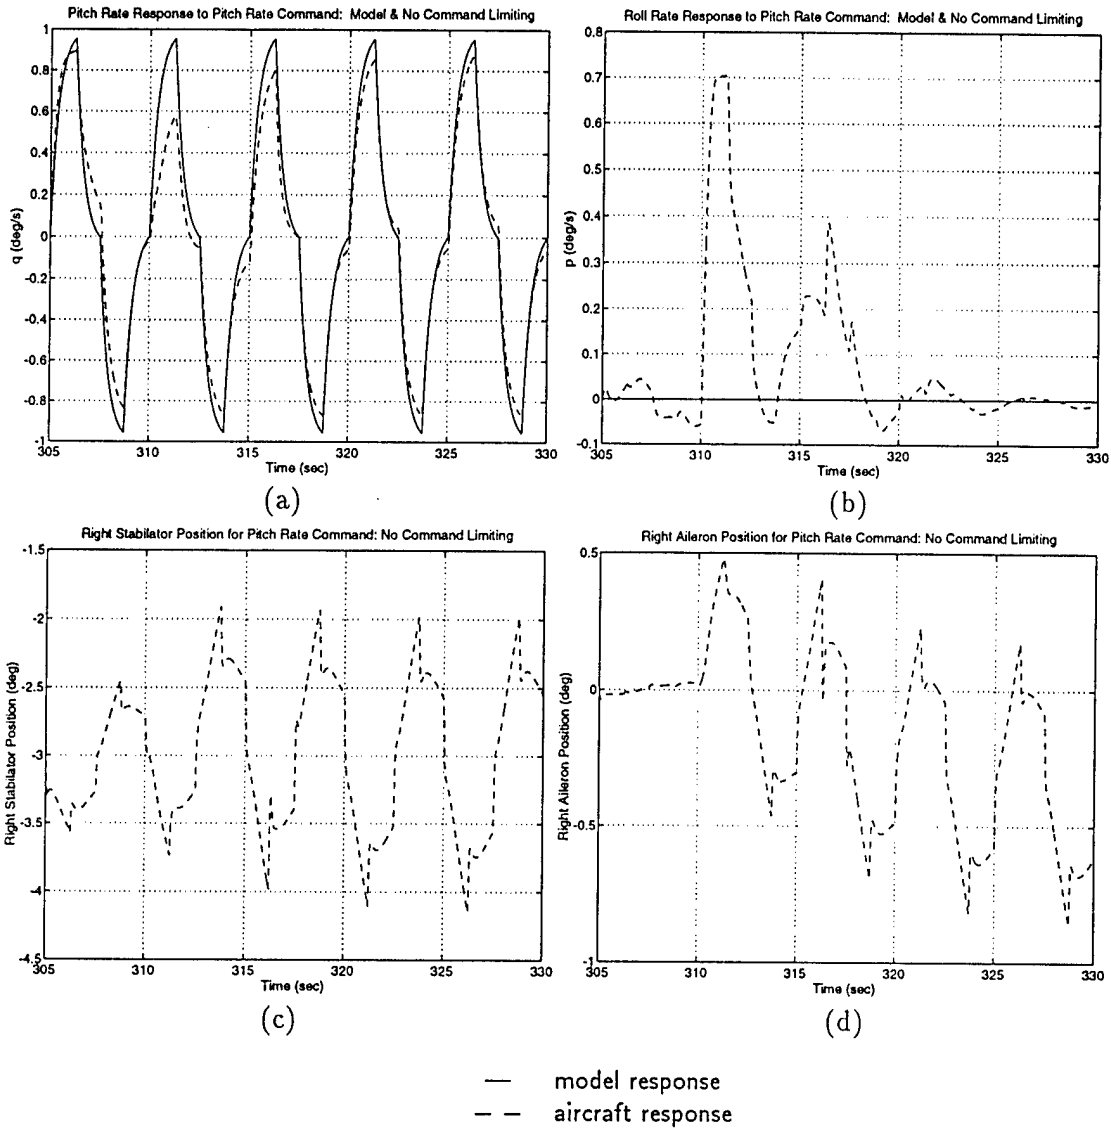 Pitch Rate Response to Pitch Rate Command: Model & No Command Limiting
1
0.8
0.6
0.4
0.2
0
-0.2
-0.4
-0.6
-0.8
-1
q (deg/s)
305 310 315 320 325 330
Time (sec)
(a)
Roll Rate Response to Pitch Rate Command: Model & No Command Limiting
0.8
0.7
0.6
0.5
0.4
0.3
0.2
0.1
0
-0.1
p (deg/s)
305 310 315 320 325 330
Time (sec)
(b)
Right Stabilator Position for Pitch Rate Command: No Command Limiting
-1.5
-2
-2.5
-3
-3.5
-4
-4.5
Right Stabilator Position (deg)
305 310 315 320 325 330
Time (sec)
(c)
Right Aileron Position for Pitch Rate Command: No Command Limiting
0.5
0
-0.5
-1
Right Aileron Position (deg)
305 310 315 320 325 330
Time (sec)
(d)
model response
aircraft response